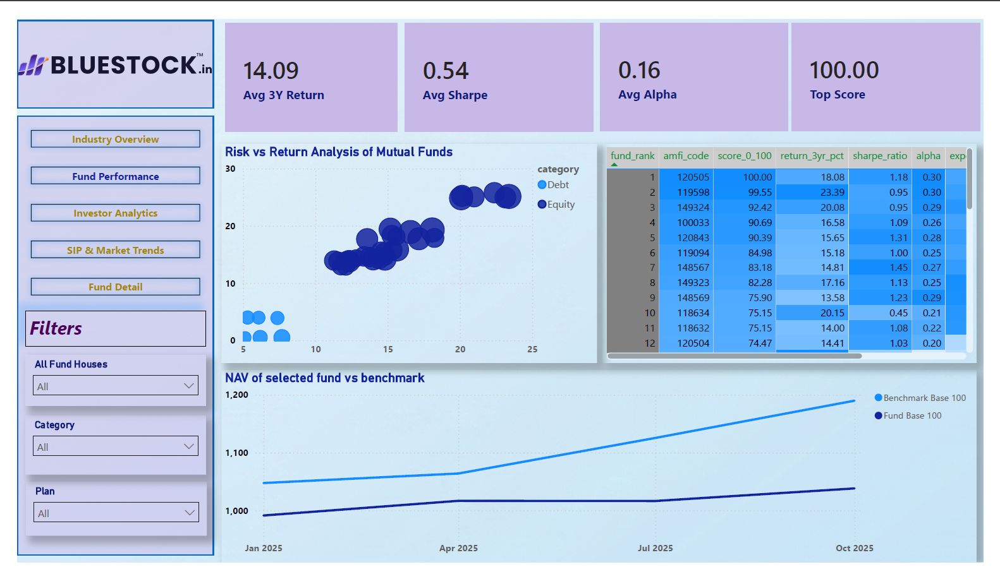 BLUESTOCK™.in
Industry Overview
Fund Performance
Investor Analytics
SIP & Market Trends
Fund Detail
Filters
All Fund Houses
All
Category
All
Plan
All
14.09
Avg 3Y Return
0.54
Avg Sharpe
0.16
Avg Alpha
100.00
Top Score
Risk vs Return Analysis of Mutual Funds
30
20
10
0
5 10 15 20 25
category
Debt
Equity
fund_rank amfi_code score_0_100 return_3yr_pct sharpe_ratio alpha exp
1 120505 100.00 18.08 1.18 0.30
2 119598 99.55 23.39 0.95 0.30
3 149324 92.42 20.08 0.95 0.29
4 100033 90.69 16.58 1.09 0.26
5 120843 90.39 15.65 1.31 0.28
6 119094 84.98 15.18 1.00 0.25
7 148567 83.18 14.81 1.45 0.27
8 149323 82.28 17.16 1.13 0.25
9 148569 75.90 13.58 1.23 0.29
10 118634 75.15 20.15 0.45 0.21
11 118632 75.15 14.00 1.08 0.22
12 120504 74.47 14.41 1.03 0.20
NAV of selected fund vs benchmark
1,200
1,100
1,000
Jan 2025 Apr 2025 Jul 2025 Oct 2025
Benchmark Base 100
Fund Base 100